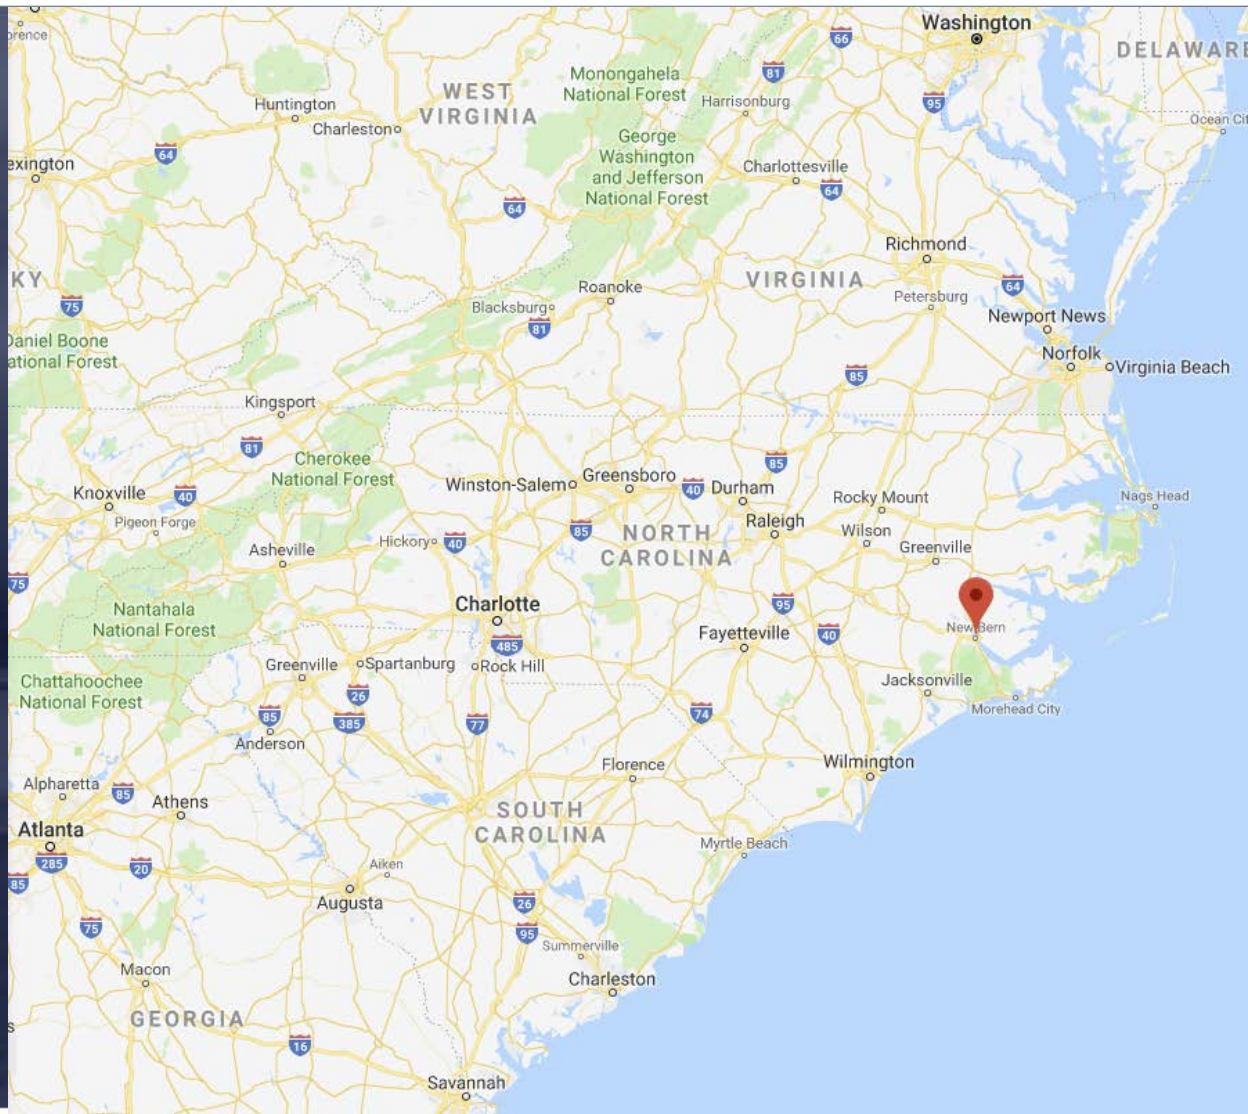 Washington
66
DELAWARE
orence
81
WEST
VIRGINIA
Monongahela
National Forest
Harrisonburg
95
Huntington
Charleston
Ocean Cit
George
Washington
and Jefferson
National Forest
64
exington
Charlottesville
64
64
Richmond
KY
75
Roanoke
VIRGINIA
64
Blacksburg
Petersburg
81
Newport News
Daniel Boone
ational Forest
Norfolk
Virginia Beach
85
Kingsport
81
Cherokee
National Forest
85
Winston-Salem
Greensboro
40
Durham
Knoxville
40
Rocky Mount
Nags Head
Pigeon Forge
Raleigh
85
NORTH
CAROLINA
Wilson
Asheville
Hickory
40
Greenville
75
Nantahala
National Forest
Charlotte
95
485
Fayetteville
40
New Bern
Greenville
Spartanburg
Rock Hill
Chattahoochee
National Forest
26
Jacksonville
Morehead City
85
385
77
74
Anderson
Florence
Wilmington
Alpharetta
85
Athens
SOUTH
CAROLINA
Atlanta
285
20
Myrtle Beach
85
Aiken
Augusta
26
75
95
Summerville
Macon
Charleston
GEORGIA
s
16
Savannah